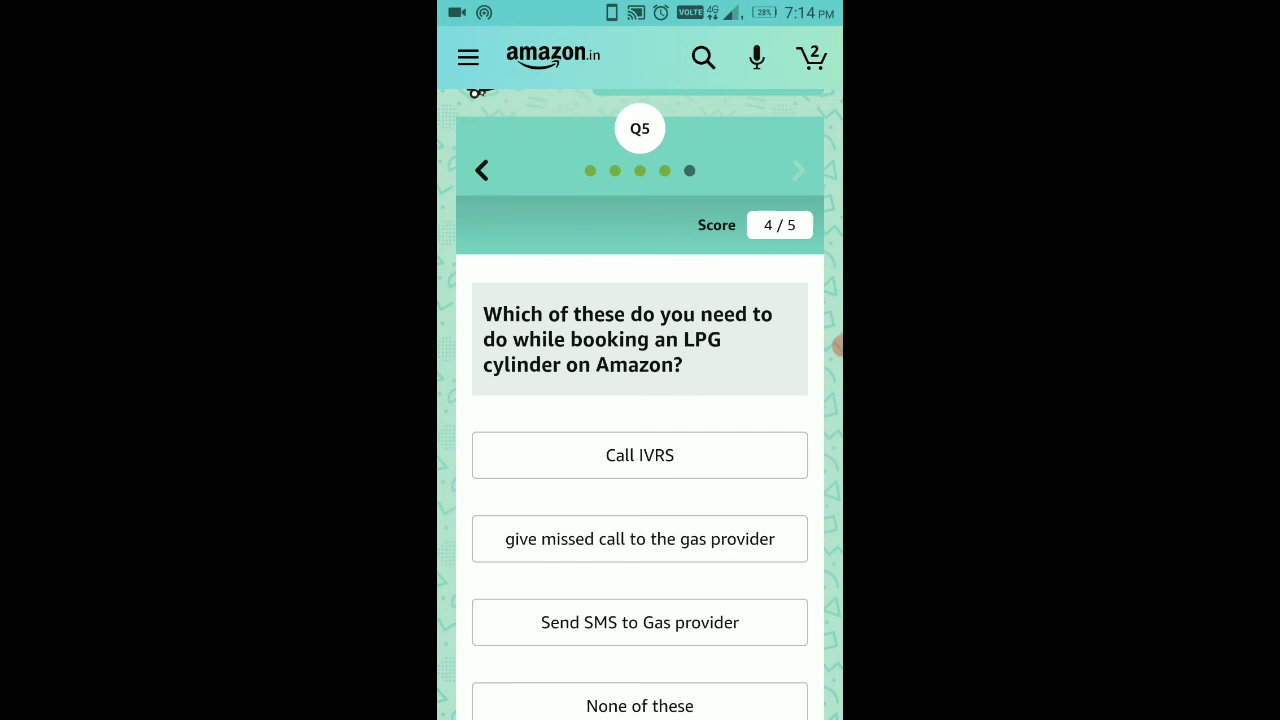 VOLTE 4G 28% 7:14 PM
amazon.in 2
Q5
Score 4 / 5
Which of these do you need to
do while booking an LPG
cylinder on Amazon?
Call IVRS
give missed call to the gas provider
Send SMS to Gas provider
None of these